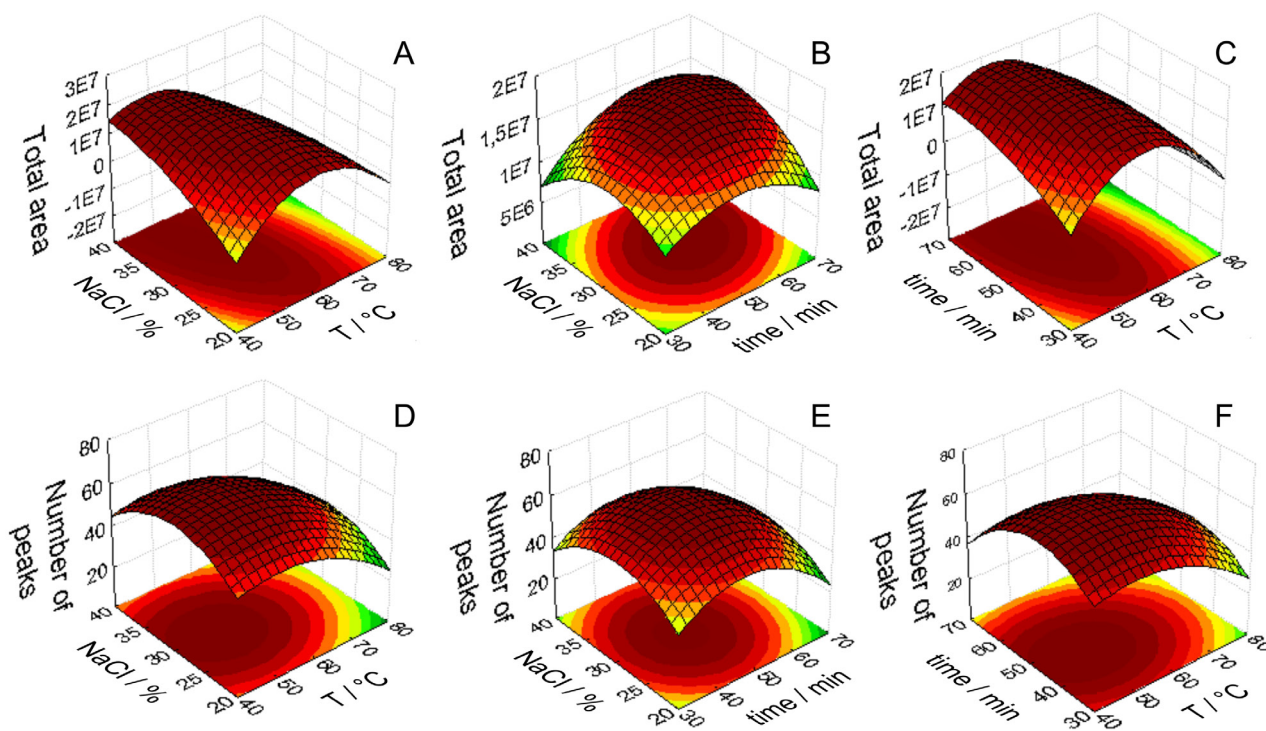 A
3E7
2E7
1E7
0
-1E7
-2E7
Total area
40
35
30
25
20
NaCl / %
40
50
60
70
80
T / °C
B
2E7
1,5E7
1E7
5E6
Total area
40
35
30
25
20
NaCl / %
30
40
50
60
70
time / min
C
2E7
1E7
0
-1E7
-2E7
Total area
70
60
50
40
30
time / min
40
50
60
70
80
T / °C
D
80
60
40
20
Number of
peaks
40
35
30
25
20
NaCl / %
40
50
60
70
80
T / °C
E
80
60
40
20
Number of
peaks
40
35
30
25
20
NaCl / %
30
40
50
60
70
time / min
F
80
60
40
20
Number of
peaks
70
60
50
40
30
time / min
40
50
60
70
80
T / °C